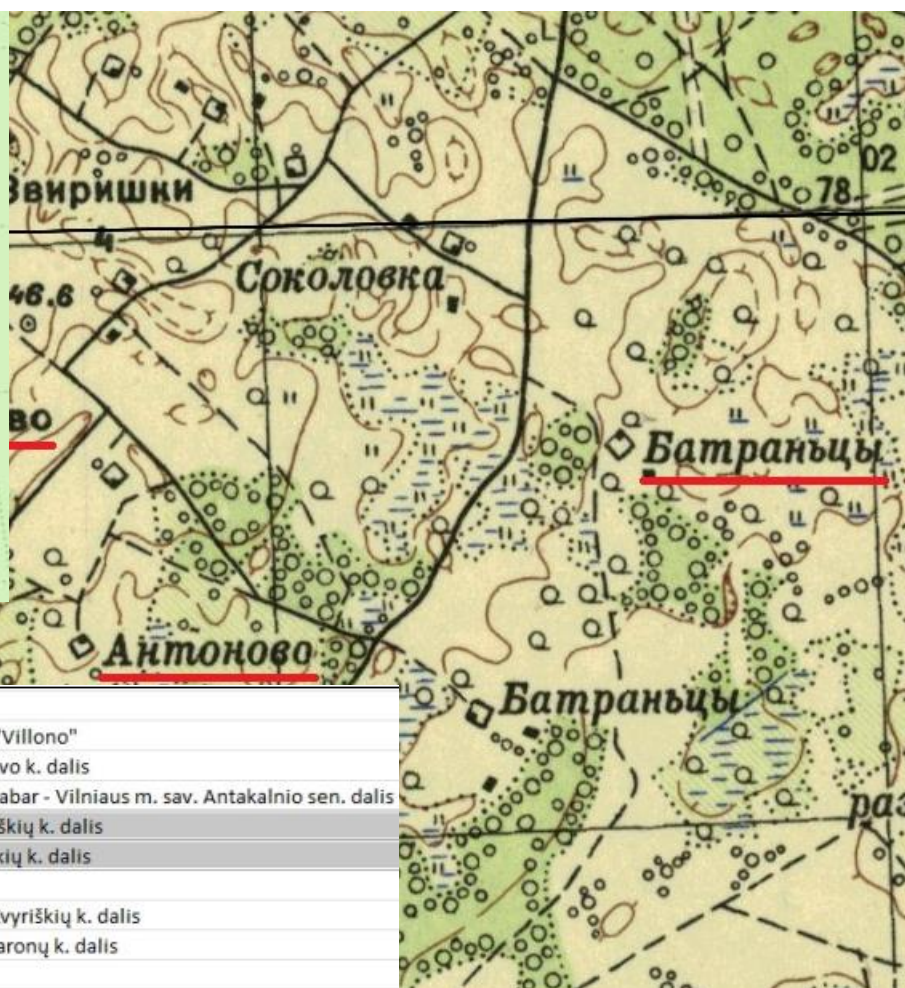 02
78
Звиришки
Соколовка
46.6
во
Батраньцы
Антоново
Батраньцы
раз
"Villono"
vo k. dalis
abar - Vilniaus m. sav. Antakalnio sen. dalis
škių k. dalis
kių k. dalis
vyriškių k. dalis
aronų k. dalis